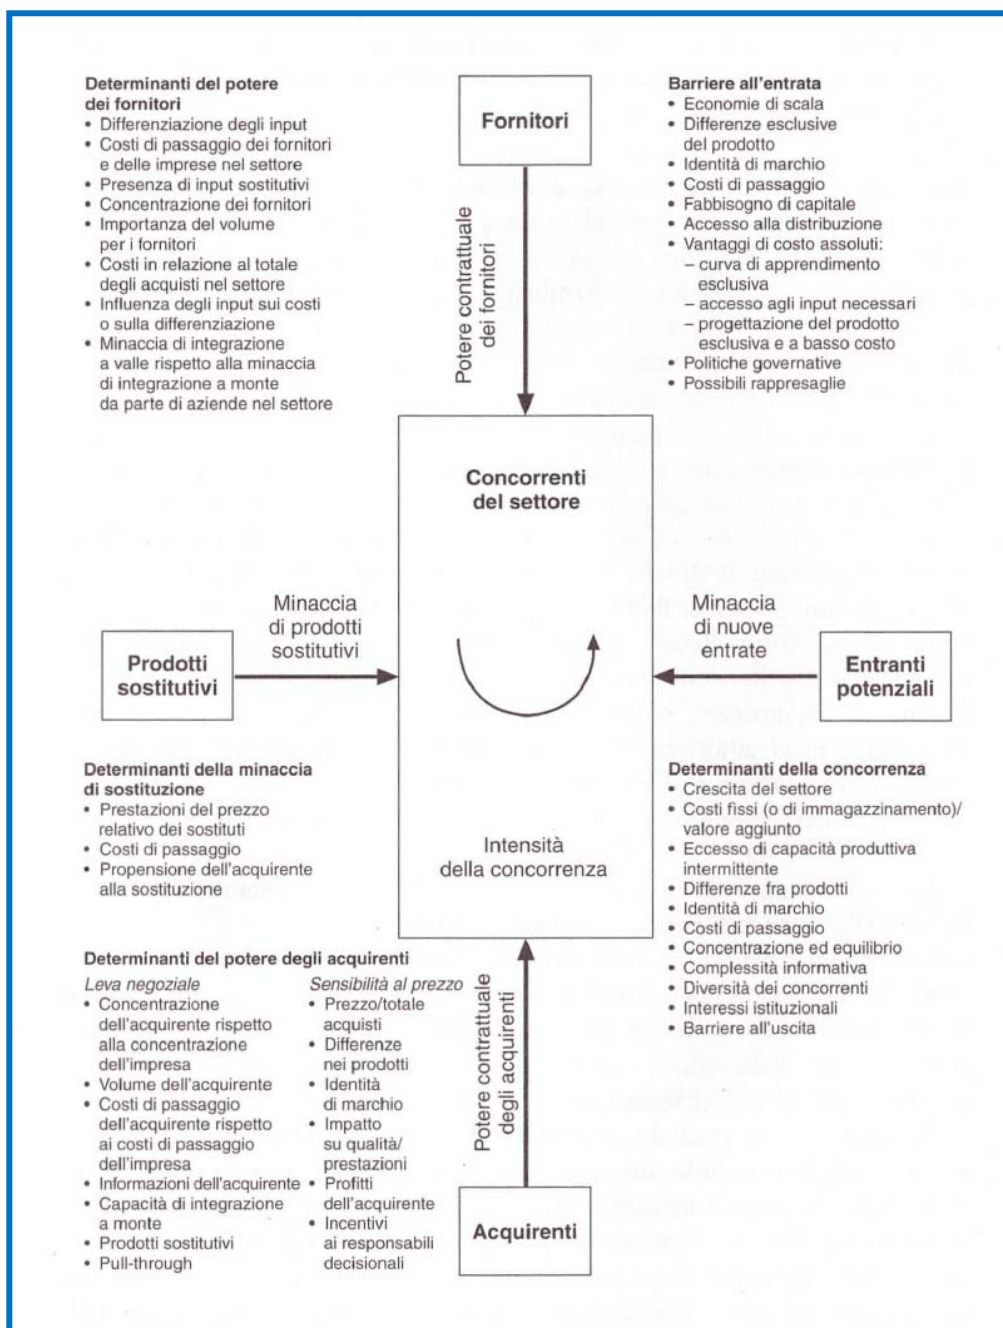 Determinanti del potere
dei fornitori
• Differenziazione degli input
• Costi di passaggio dei fornitori
e delle imprese nel settore
• Presenza di input sostitutivi
• Concentrazione dei fornitori
• Importanza del volume
per i fornitori
• Costi in relazione al totale
degli acquisti nel settore
• Influenza degli input sui costi
o sulla differenziazione
• Minaccia di integrazione
a valle rispetto alla minaccia
di integrazione a monte
da parte di aziende nel settore
Fornitori
Potere contrattuale
dei fornitori
Barriere all'entrata
• Economie di scala
• Differenze esclusive
del prodotto
• Identità di marchio
• Costi di passaggio
• Fabbisogno di capitale
• Accesso alla distribuzione
• Vantaggi di costo assoluti:
– curva di apprendimento
esclusiva
– accesso agli input necessari
– progettazione del prodotto
esclusiva e a basso costo
• Politiche governative
• Possibili rappresaglie
Concorrenti
del settore
Minaccia
di prodotti
sostitutivi
Prodotti
sostitutivi
Minaccia
di nuove
entrate
Entranti
potenziali
Intensità
della concorrenza
Determinanti della minaccia
di sostituzione
• Prestazioni del prezzo
relativo dei sostituti
• Costi di passaggio
• Propensione dell'acquirente
alla sostituzione
Determinanti della concorrenza
• Crescita del settore
• Costi fissi (o di immagazzinamento)/
valore aggiunto
• Eccesso di capacità produttiva
intermittente
• Differenze fra prodotti
• Identità di marchio
• Costi di passaggio
• Concentrazione ed equilibrio
• Complessità informativa
• Diversità dei concorrenti
• Interessi istituzionali
• Barriere all'uscita
Determinanti del potere degli acquirenti
Leva negoziale
• Concentrazione
dell'acquirente rispetto
alla concentrazione
dell'impresa
• Volume dell'acquirente
• Costi di passaggio
dell'acquirente rispetto
ai costi di passaggio
dell'impresa
• Informazioni dell'acquirente
• Capacità di integrazione
a monte
• Prodotti sostitutivi
• Pull-through
Sensibilità al prezzo
• Prezzo/totale
acquisti
• Differenze
nei prodotti
• Identità
di marchio
• Impatto
su qualità/
prestazioni
• Profitti
dell'acquirente
• Incentivi
ai responsabili
decisionali
Potere contrattuale
degli acquirenti
Acquirenti